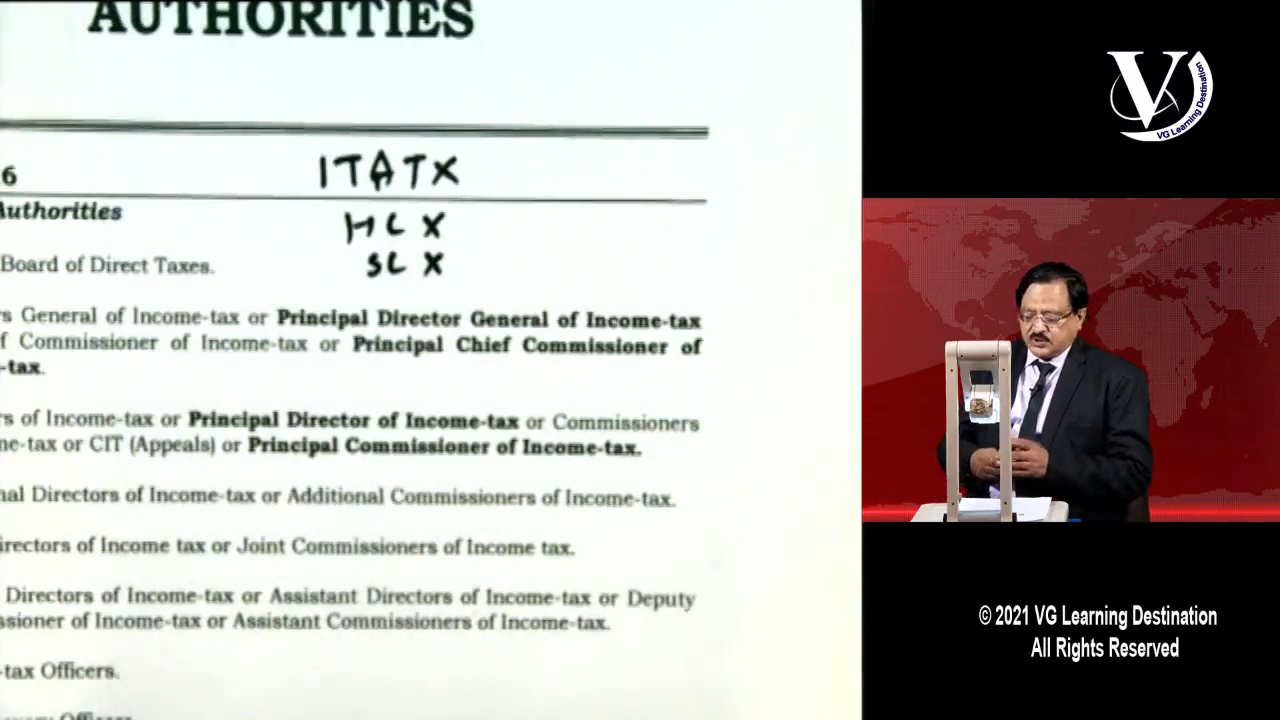 AUTHORITIES
6
ITAT X
Authorities
HC X
Board of Direct Taxes.
SC X
General of Income-tax or Principal Director General of Income-tax
Commissioner of Income-tax or Principal Chief Commissioner of
-tax.
of Income-tax or Principal Director of Income-tax or Commissioners
-tax or CIT (Appeals) or Principal Commissioner of Income-tax.
Directors of Income-tax or Additional Commissioners of Income-tax.
of Income tax or Joint Commissioners of Income tax.
Directors of Income-tax or Assistant Directors of Income-tax or Deputy
of Income-tax or Assistant Commissioners of Income-tax.
-tax Officers.
V
VG Learning Destination
© 2021 VG Learning Destination
All Rights Reserved